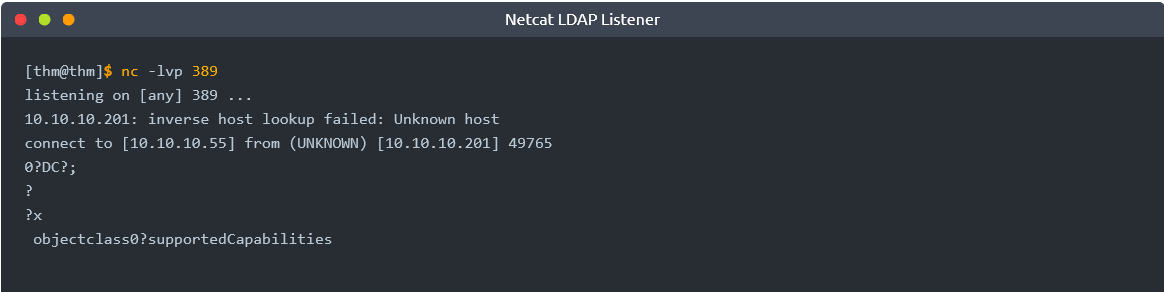 Netcat LDAP Listener
[thm@thm]$ nc -lvp 389
listening on [any] 389 ...
10.10.10.201: inverse host lookup failed: Unknown host
connect to [10.10.10.55] from (UNKNOWN) [10.10.10.201] 49765
0?DC?;
?
?x
 objectclass0?supportedCapabilities